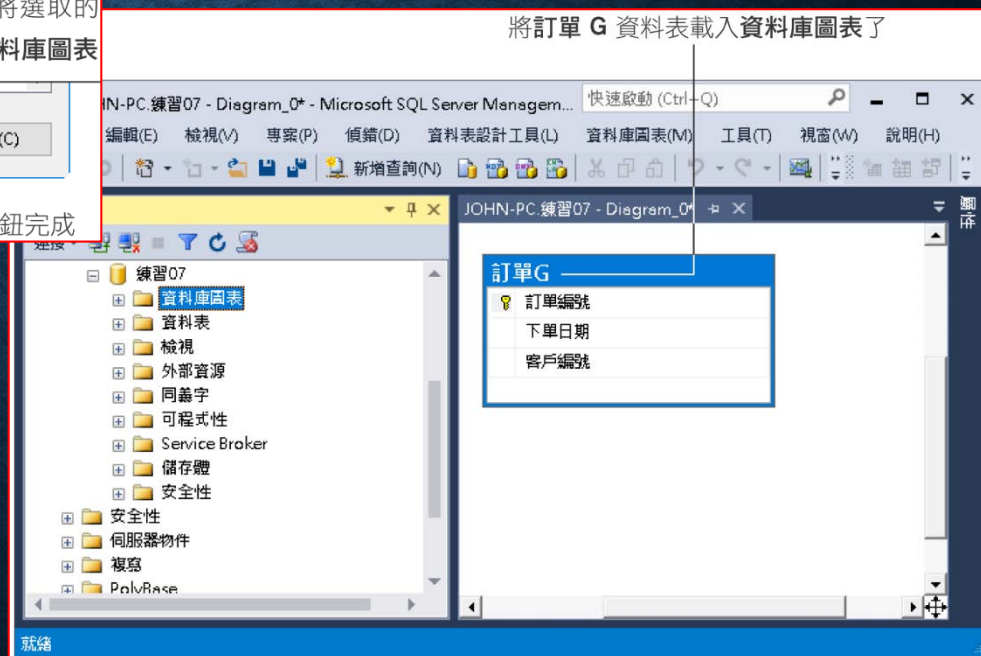 將選取的
料庫圖表
(C)
鈕完成
將訂單 G 資料表載入資料庫圖表了
HN-PC.練習07 - Diagram_0* - Microsoft SQL Server Managem...
快速啟動 (Ctrl+Q)
編輯(E) 檢視(V) 專案(P) 偵錯(D) 資料表設計工具(L) 資料庫圖表(M) 工具(T) 視窗(W) 說明(H)
新增查詢(N)
JOHN-PC.練習07 - Diagram_0*
屬性
連接
練習07
資料庫圖表
資料表
檢視
外部資源
同義字
可程式性
Service Broker
儲存體
安全性
安全性
伺服器物件
複寫
PolyBase
訂單G
訂單編號
下單日期
客戶編號
就緒